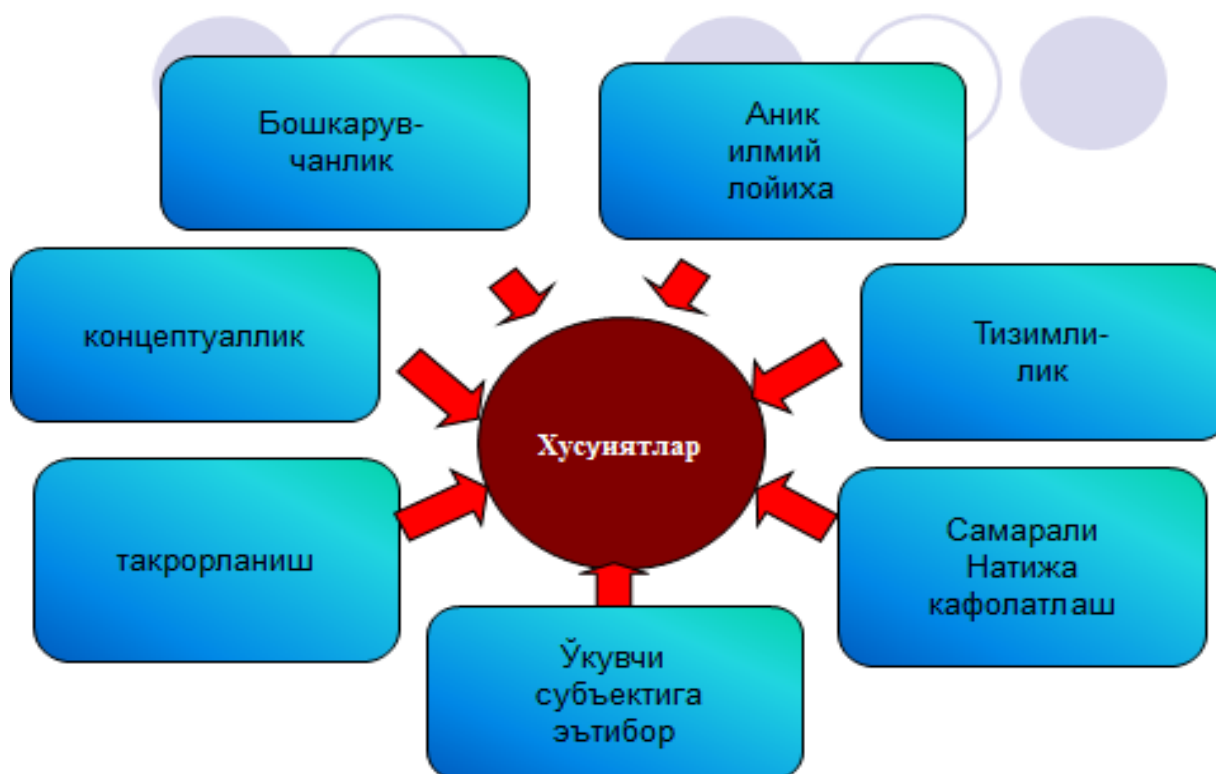 Бошкарув-
чанлик
Аник
илмий
лойиха
концептуаллик
Тизимли-
лик
Хусунятлар
такрорланиш
Самарали
Натижа
кафолатлаш
Ўкувчи
субъектига
эътибор